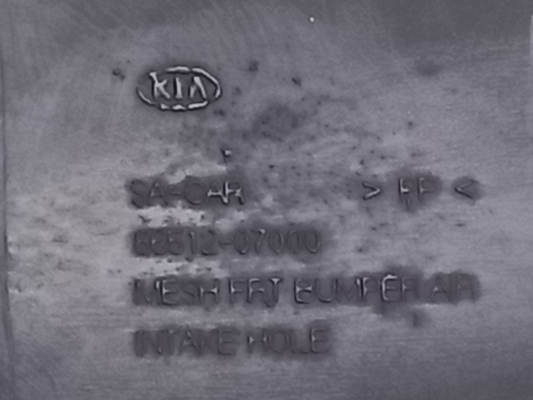 KIA
SA-CAR > PP <
86512-07000
MESH FRT BUMPER AIR
INTAKE HOLE